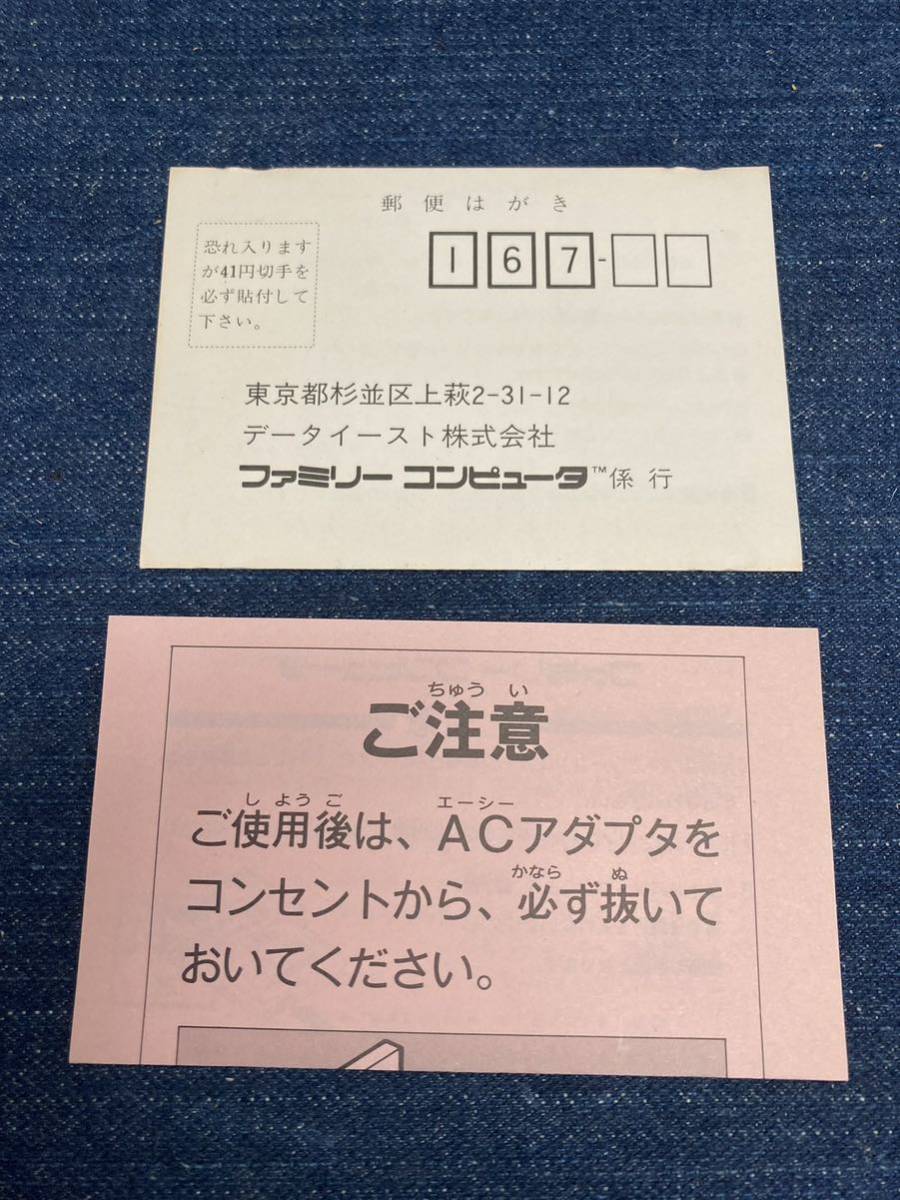 郵便はがき
恐れ入ります
が41円切手を
必ず貼付して
下さい。
167-
東京都杉並区上萩2-31-12
データイースト株式会社
ファミリー コンピュータ™係 行
ちゅう い
ご注意
し よう ご エーシー
ご使用後は、ACアダプタを
かなら ぬ
コンセントから、必ず抜いて
おいてください。